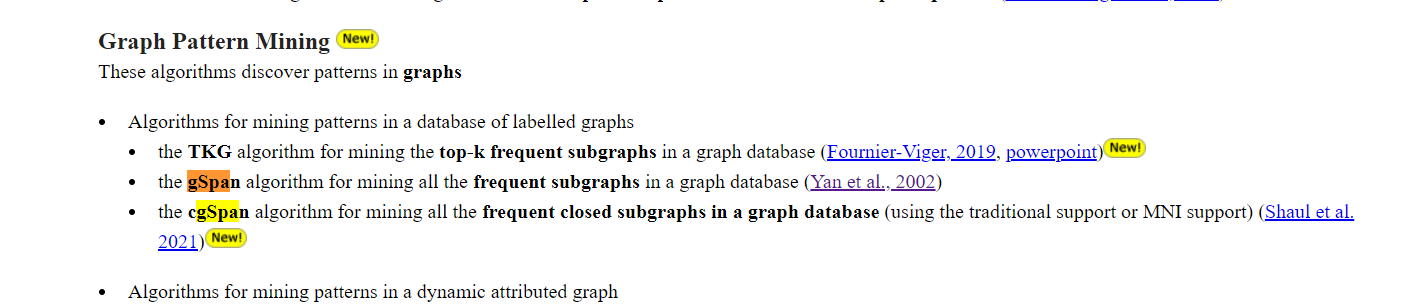 Graph Pattern Mining New!
These algorithms discover patterns in graphs
• Algorithms for mining patterns in a database of labelled graphs
• the TKG algorithm for mining the top-k frequent subgraphs in a graph database (Fournier-Viger, 2019, powerpoint) New!
• the gSpan algorithm for mining all the frequent subgraphs in a graph database (Yan et al., 2002)
• the cgSpan algorithm for mining all the frequent closed subgraphs in a graph database (using the traditional support or MNI support) (Shaul et al.
2021) New!
• Algorithms for mining patterns in a dynamic attributed graph